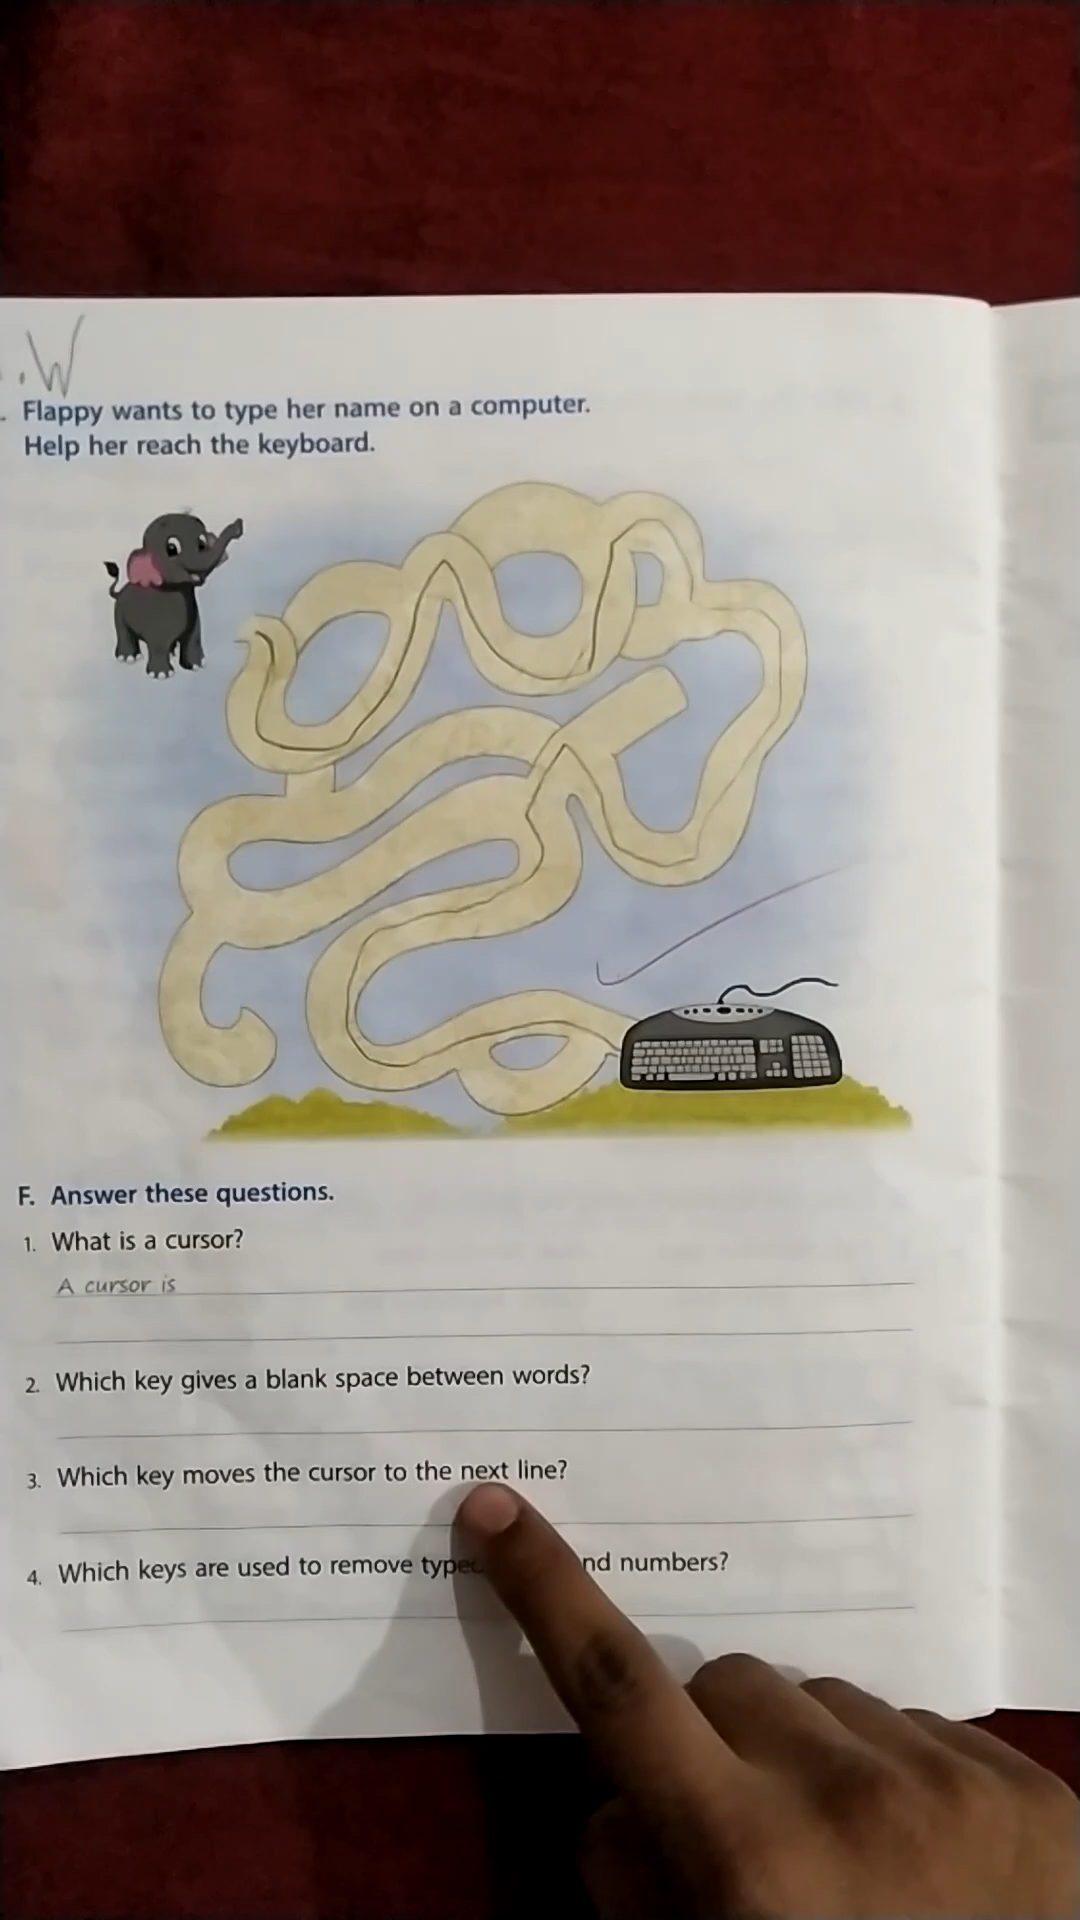 .W
Flappy wants to type her name on a computer.
Help her reach the keyboard.
F. Answer these questions.
1. What is a cursor?
A cursor is
2. Which key gives a blank space between words?
3. Which key moves the cursor to the next line?
4. Which keys are used to remove typed nd numbers?